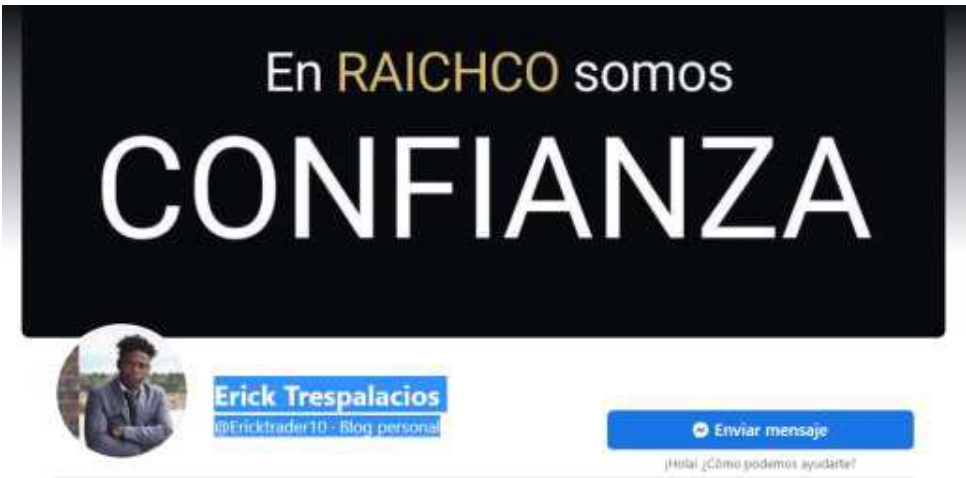 En RAICHCO somos
CONFIANZA
Erick Trespalacios
@Ericktrader10 · Blog personal
Enviar mensaje
¡Hola! ¿Cómo podemos ayudarte?